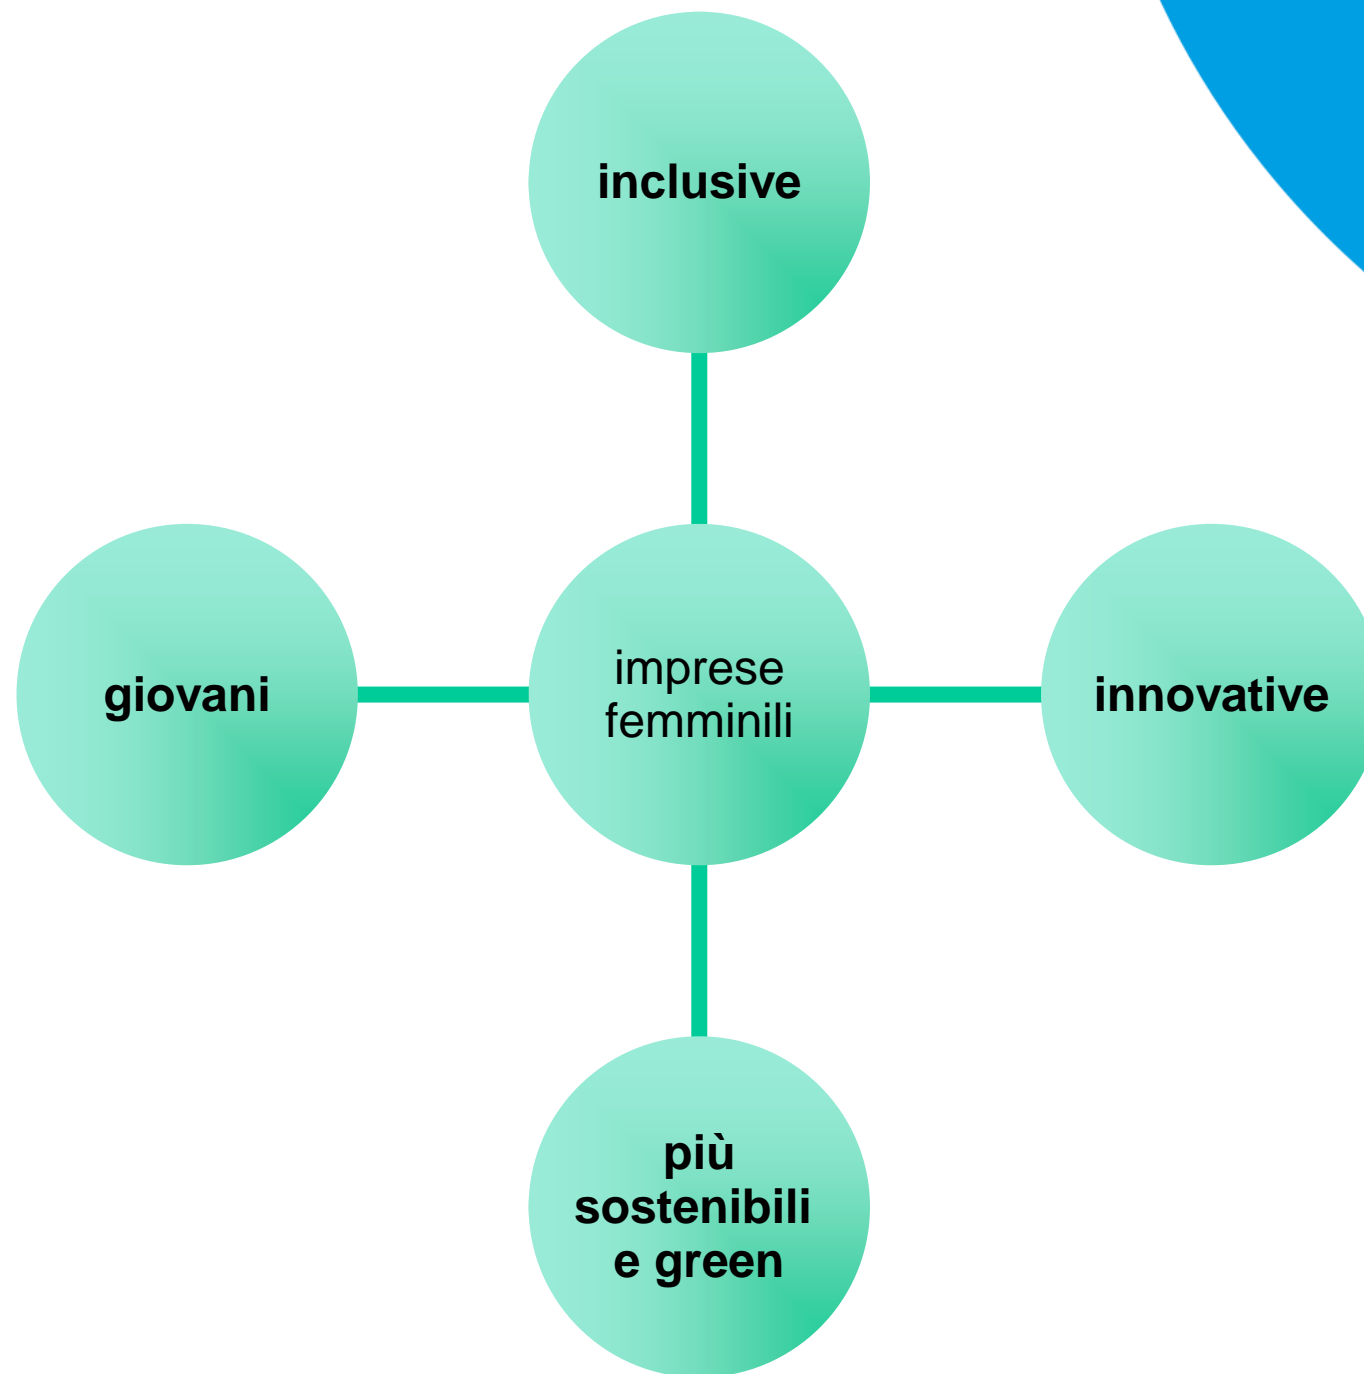 inclusive
giovani
imprese
femminili
innovative
più
sostenibili
e green